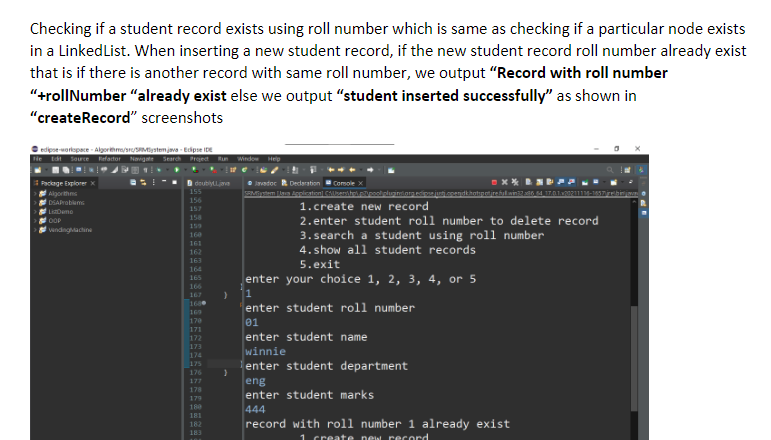 Checking if a student record exists using roll number which is same as checking if a particular node exists
in a LinkedList. When inserting a new student record, if the new student record roll number already exist
that is if there is another record with same roll number, we output “Record with roll number
“+rollNumber “already exist else we output “student inserted successfully” as shown in
“createRecord” screenshots
eclipse-workspace - Algorithms/src/SRMSystem.java - Eclipse IDE
File Edit Source Refactor Navigate Search Project Run Window Help
Package Explorer
doublyLL.java
Javadoc Declaration Console
Algorithms
DSAProblems
ListDemo
OOP
VendingMachine
155
156
157
158
159
160
161
162
163
164
165
166
167
168
169
170
171
172
173
174
175
176
177
178
179
180
181
182
183
1.create new record
2.enter student roll number to delete record
3.search a student using roll number
4.show all student records
5.exit
enter your choice 1, 2, 3, 4, or 5
1
enter student roll number
01
enter student name
winnie
enter student department
eng
enter student marks
444
record with roll number 1 already exist
1.create new record